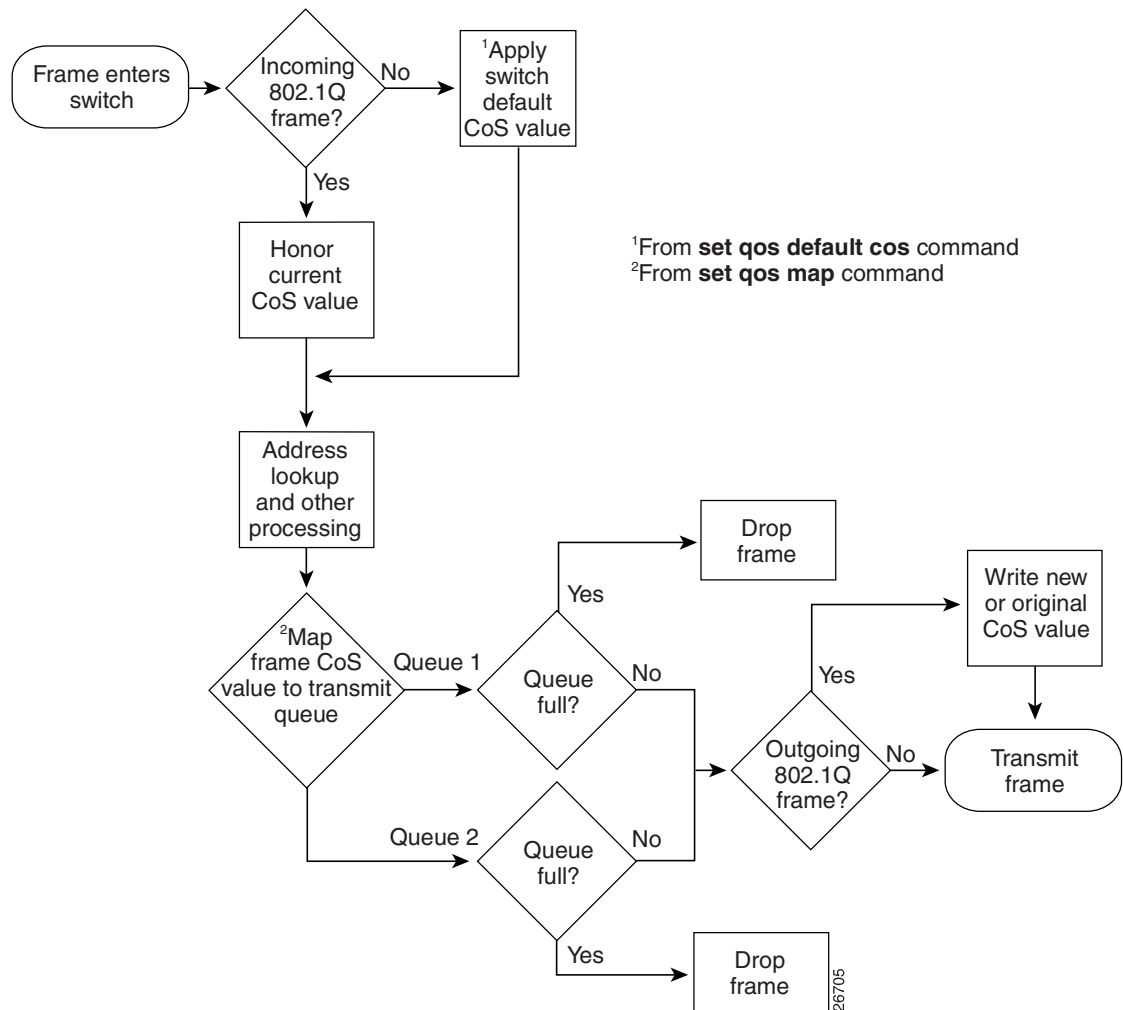 Frame enters
switch
Incoming
802.1Q
frame?
No
¹Apply
switch
default
CoS value
Yes
Honor
current
CoS value
¹From set qos default cos command
²From set qos map command
Address
lookup
and other
processing
Drop
frame
Write new
or original
CoS value
Yes
²Map
frame CoS
value to transmit
queue
Queue 1
Queue
full?
No
Yes
Outgoing
802.1Q
frame?
No
Transmit
frame
Queue 2
Queue
full?
No
Yes
Drop
frame
26705